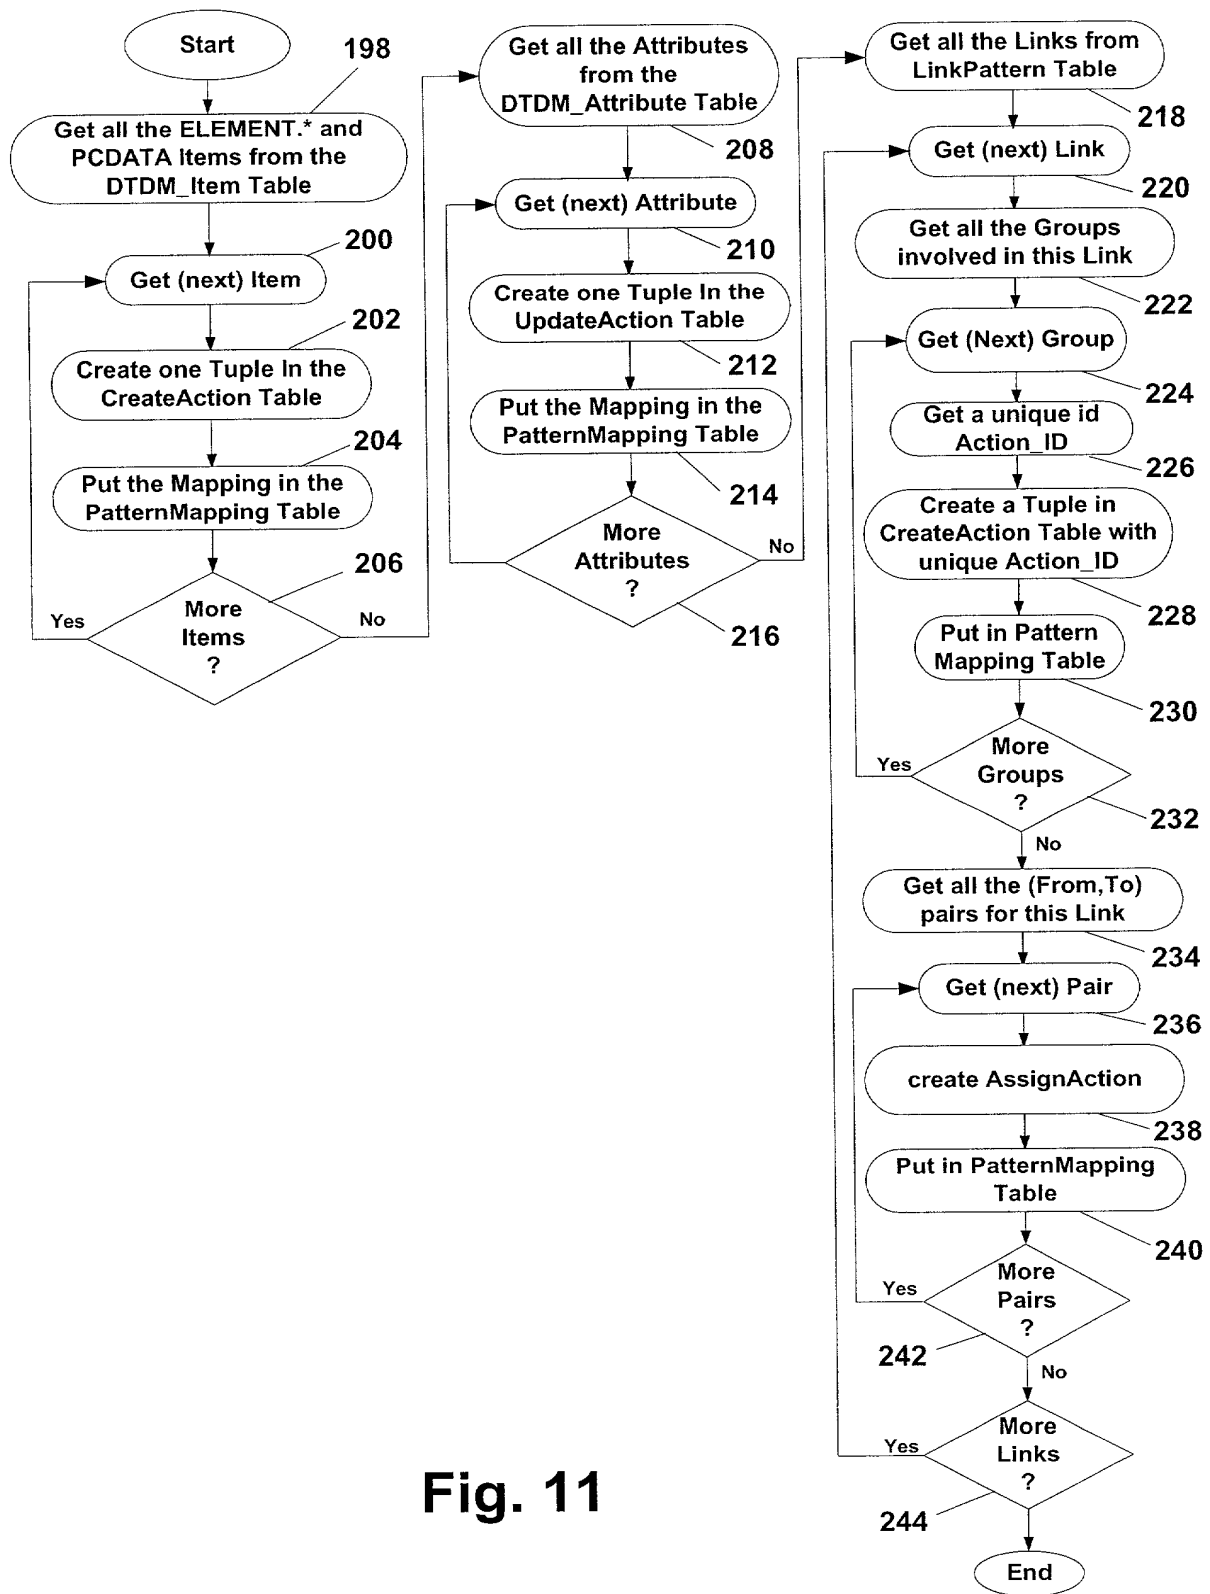 Start
198
Get all the ELEMENT.* and
PCDATA Items from the
DTDM_Item Table
200
Get (next) Item
202
Create one Tuple In the
CreateAction Table
204
Put the Mapping in the
PatternMapping Table
206
More
Items
?
Yes
No
Get all the Attributes
from the
DTDM_Attribute Table
208
Get (next) Attribute
210
Create one Tuple In the
UpdateAction Table
212
Put the Mapping in the
PatternMapping Table
214
More
Attributes
?
No
216
Get all the Links from
LinkPattern Table
218
Get (next) Link
220
Get all the Groups
involved in this Link
222
Get (Next) Group
224
Get a unique id
Action_ID
226
Create a Tuple in
CreateAction Table with
unique Action_ID
228
Put in Pattern
Mapping Table
230
More
Groups
?
Yes
232
No
Get all the (From,To)
pairs for this Link
234
Get (next) Pair
236
create AssignAction
238
Put in PatternMapping
Table
240
More
Pairs
?
Yes
242
No
More
Links
?
Yes
244
End
Fig. 11